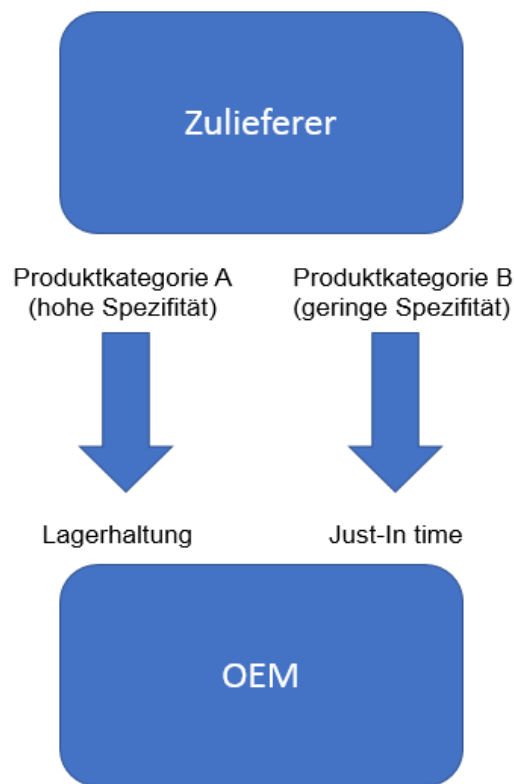 Zulieferer
Produktkategorie A
(hohe Spezifität)
Produktkategorie B
(geringe Spezifität)
Lagerhaltung
Just-In time
OEM